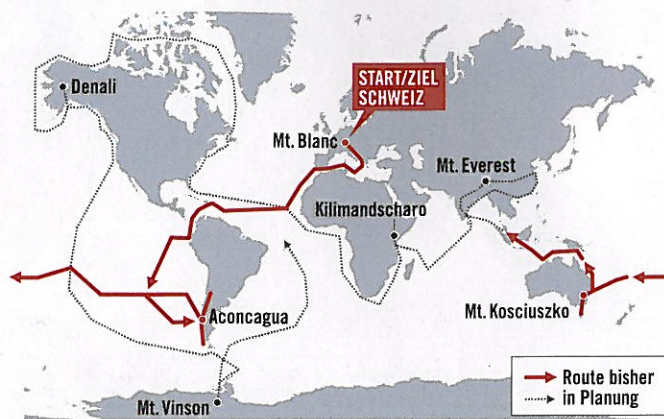 Denali
START/ZIEL
SCHWEIZ
Mt. Blanc
Mt. Everest
Kilimandscharo
Aconcagua
Mt. Kosciuszko
Mt. Vinson
Route bisher
in Planung